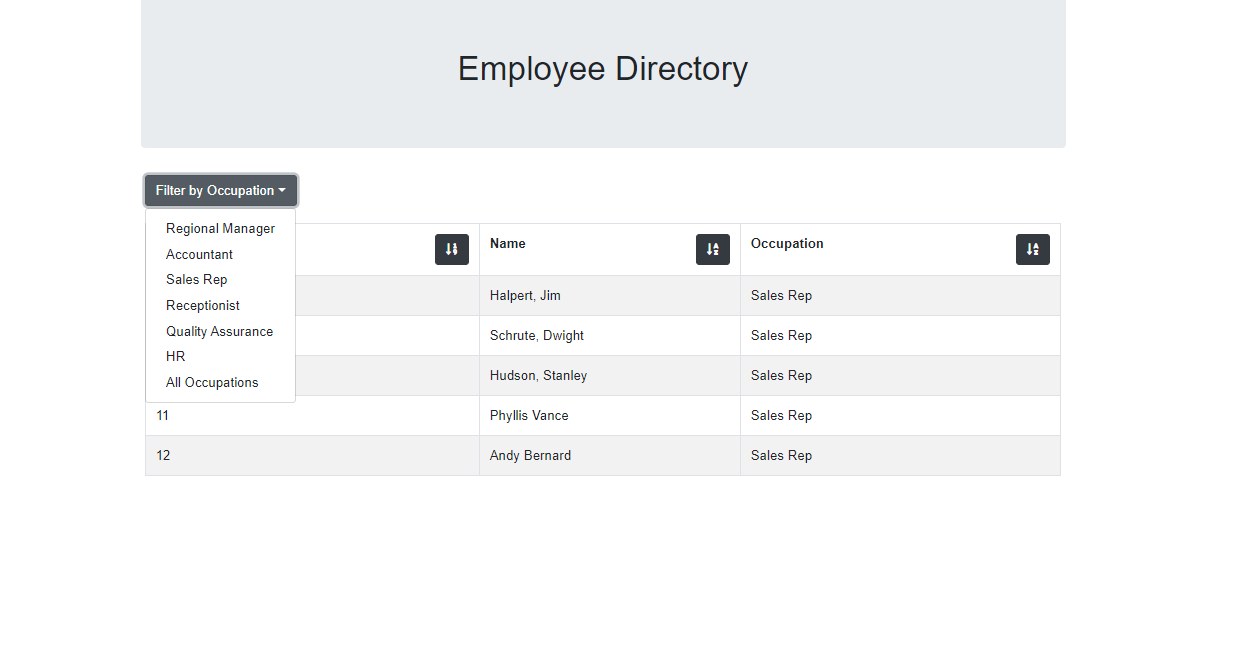 Employee Directory
Filter by Occupation
Regional Manager
Accountant
Sales Rep
Receptionist
Quality Assurance
HR
All Occupations
Name Occupation
Halpert, Jim Sales Rep
Schrute, Dwight Sales Rep
Hudson, Stanley Sales Rep
11 Phyllis Vance Sales Rep
12 Andy Bernard Sales Rep